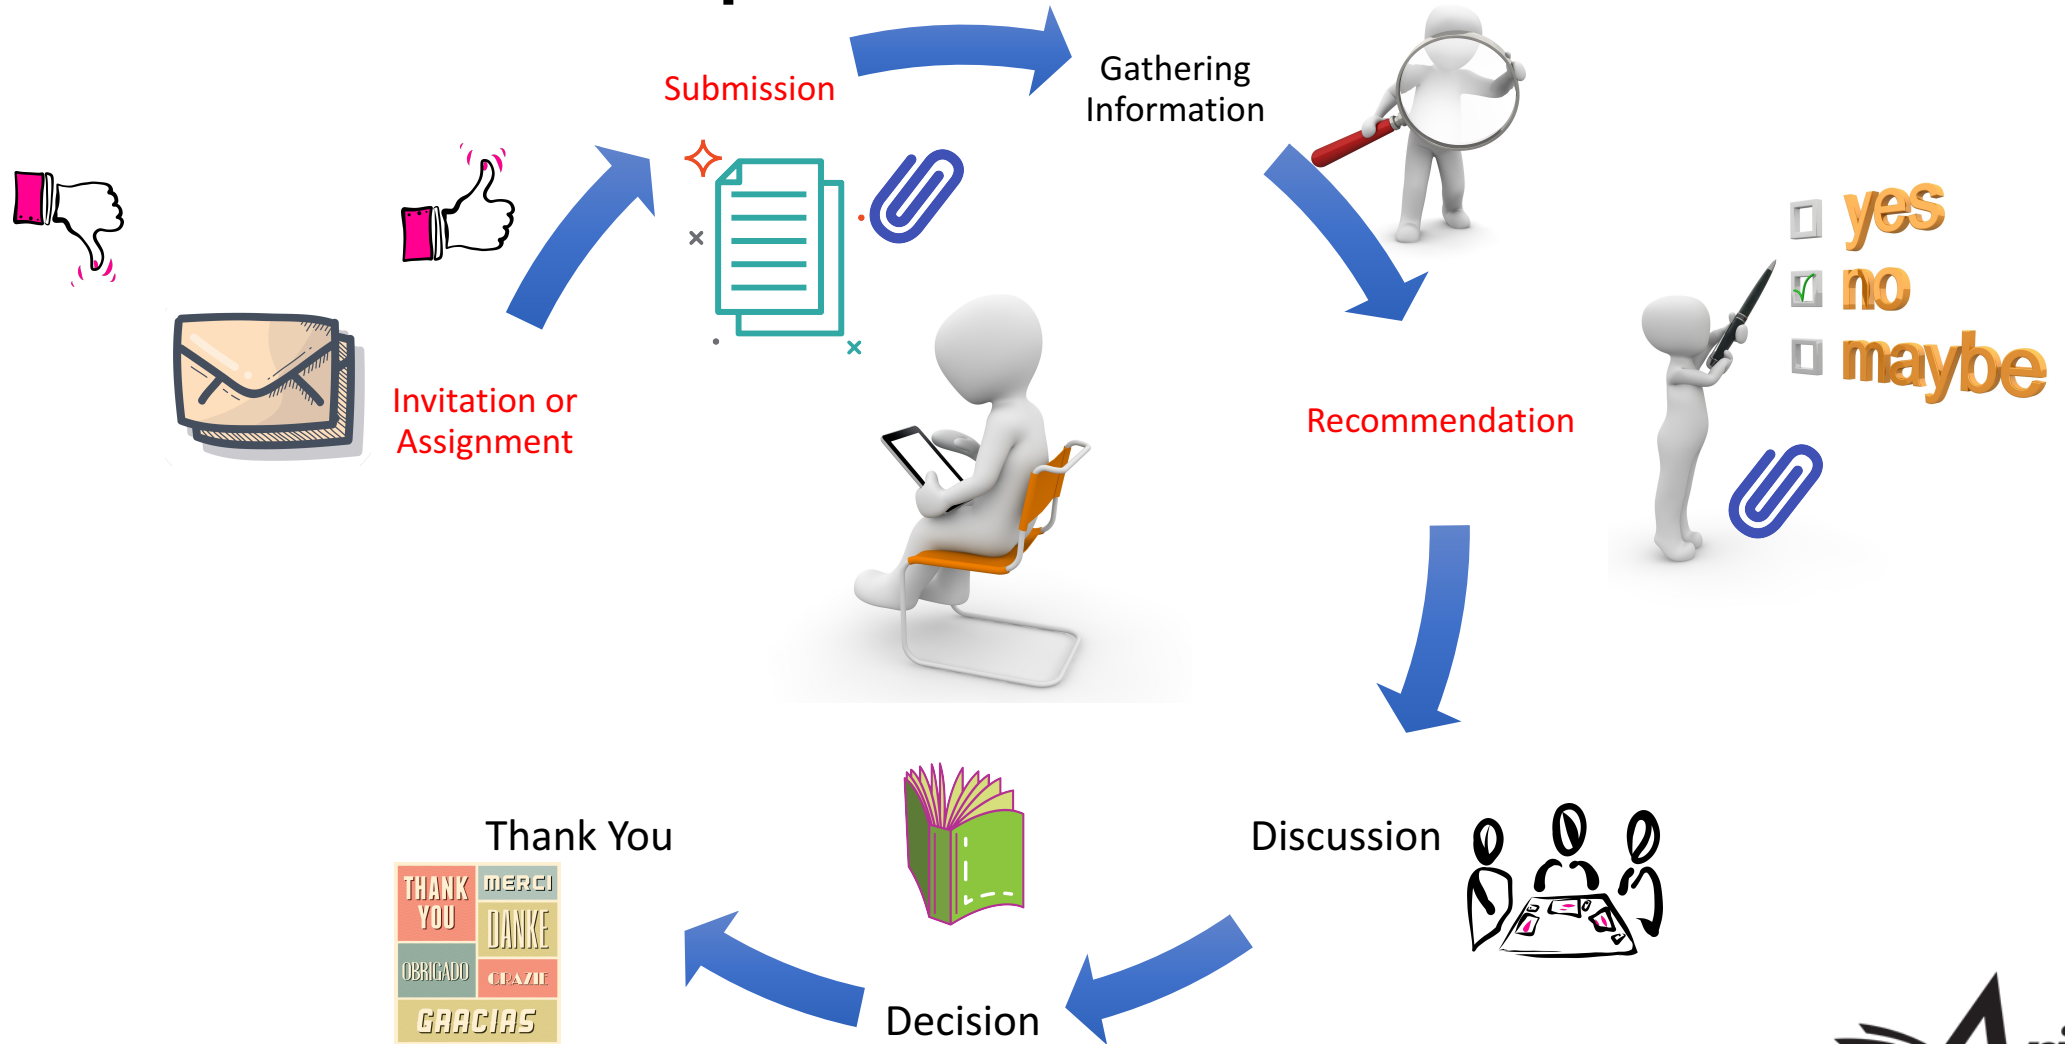 Submission
Gathering
Information
yes
no
maybe
Invitation or
Assignment
Recommendation
Thank You
Discussion
THANK
YOU
MERCI
DANKE
OBRIGADO
GRAZIE
GRACIAS
Decision